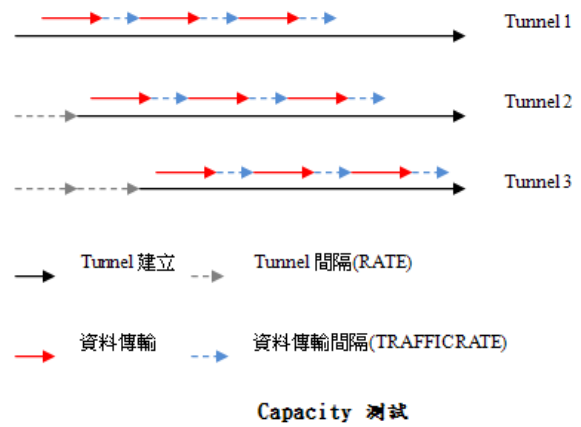 Tunnel 1
Tunnel 2
Tunnel 3
Tunnel 建立
Tunnel 間隔(RATE)
資料傳輸
資料傳輸間隔(TRAFFICRATE)
Capacity 測試